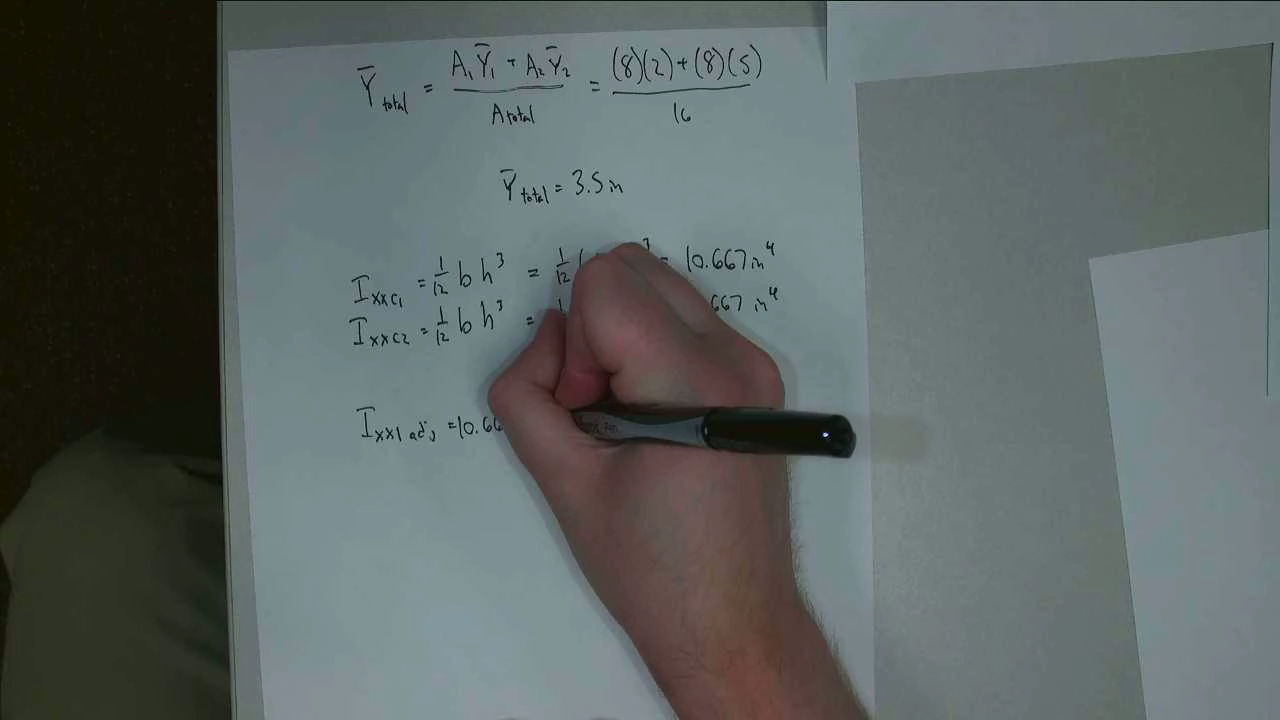 Ȳtotal = A₁Ȳ₁ + A₂Ȳ₂ / Atotal = (8)(2)+(8)(5) / 16
Ȳtotal = 3.5 in
Ixxc1 = 1/12 b h³ = 1/12 ( ³ = 10.667 in⁴
Ixxc2 = 1/12 b h³ = 667 in⁴
Ixx1 adj = 10.66